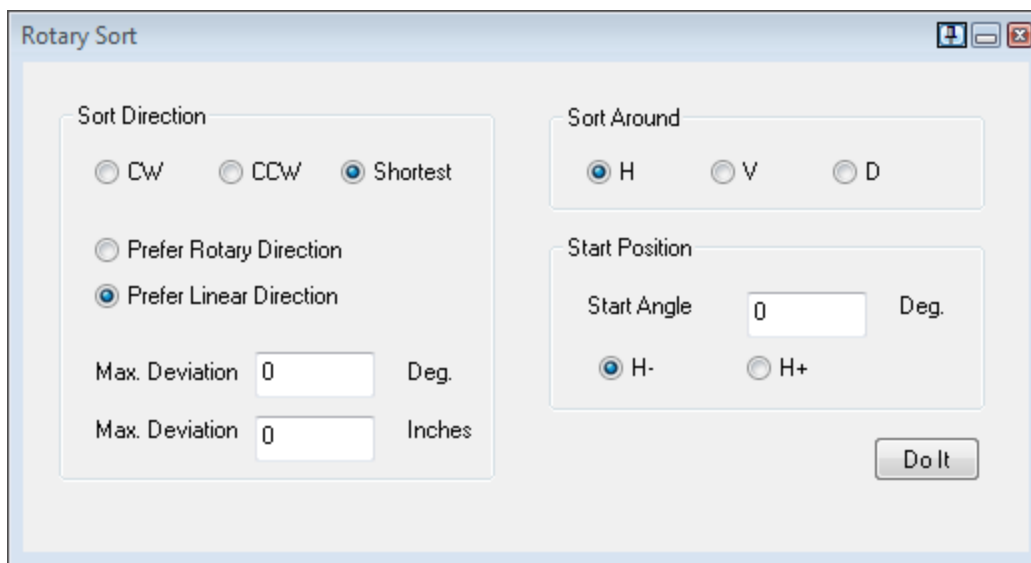 Rotary Sort
Sort Direction
CW CCW Shortest
Prefer Rotary Direction
Prefer Linear Direction
Max. Deviation 0 Deg.
Max. Deviation 0 Inches
Sort Around
H V D
Start Position
Start Angle 0 Deg.
H- H+
Do It